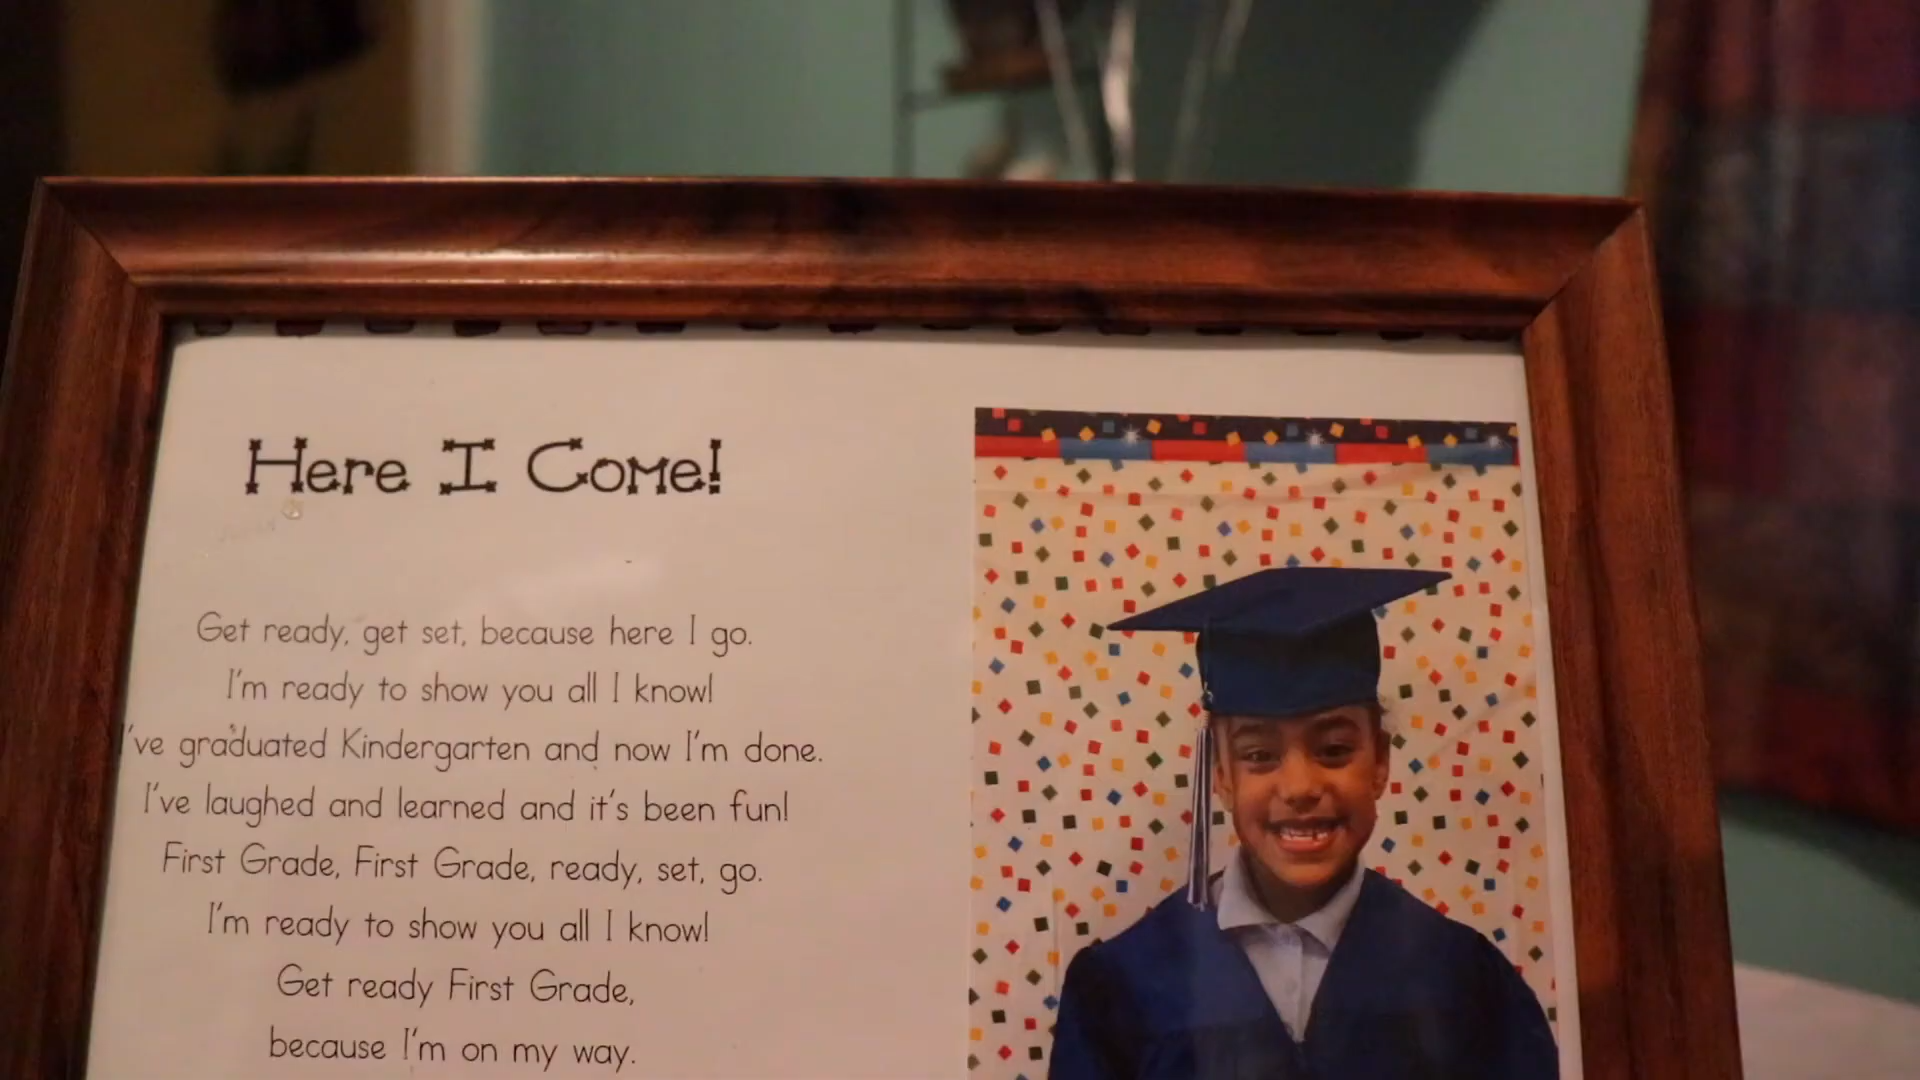 Here I Come!
Get ready, get set, because here I go.
I'm ready to show you all I know!
I've graduated Kindergarten and now I'm done.
I've laughed and learned and it's been fun!
First Grade, First Grade, ready, set, go.
I'm ready to show you all I know!
Get ready First Grade,
because I'm on my way.